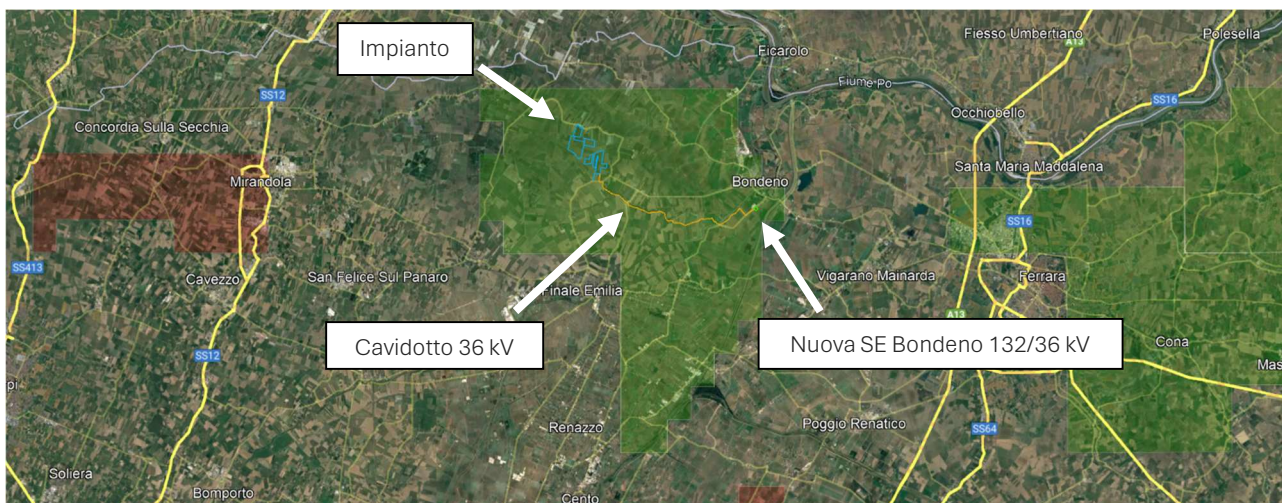 Impianto
Fiesso Umbertiano
A13
Polesella
Ficarolo
Fiume Po
SS12
SS16
Concordia Sulla Secchia
Occhiobello
Mirandola
Santa Maria Maddalena
Bondeno
SS16
SS413
Cavezzo
San Felice Sul Panaro
Vigarano Mainarda
Ferrara
Finale Emilia
A13
Cavidotto 36 kV
Nuova SE Bondeno 132/36 kV
SS12
Cona
Mas
pi
Renazzo
Poggio Renatico
SS64
Soliera
Bomporto
Cento